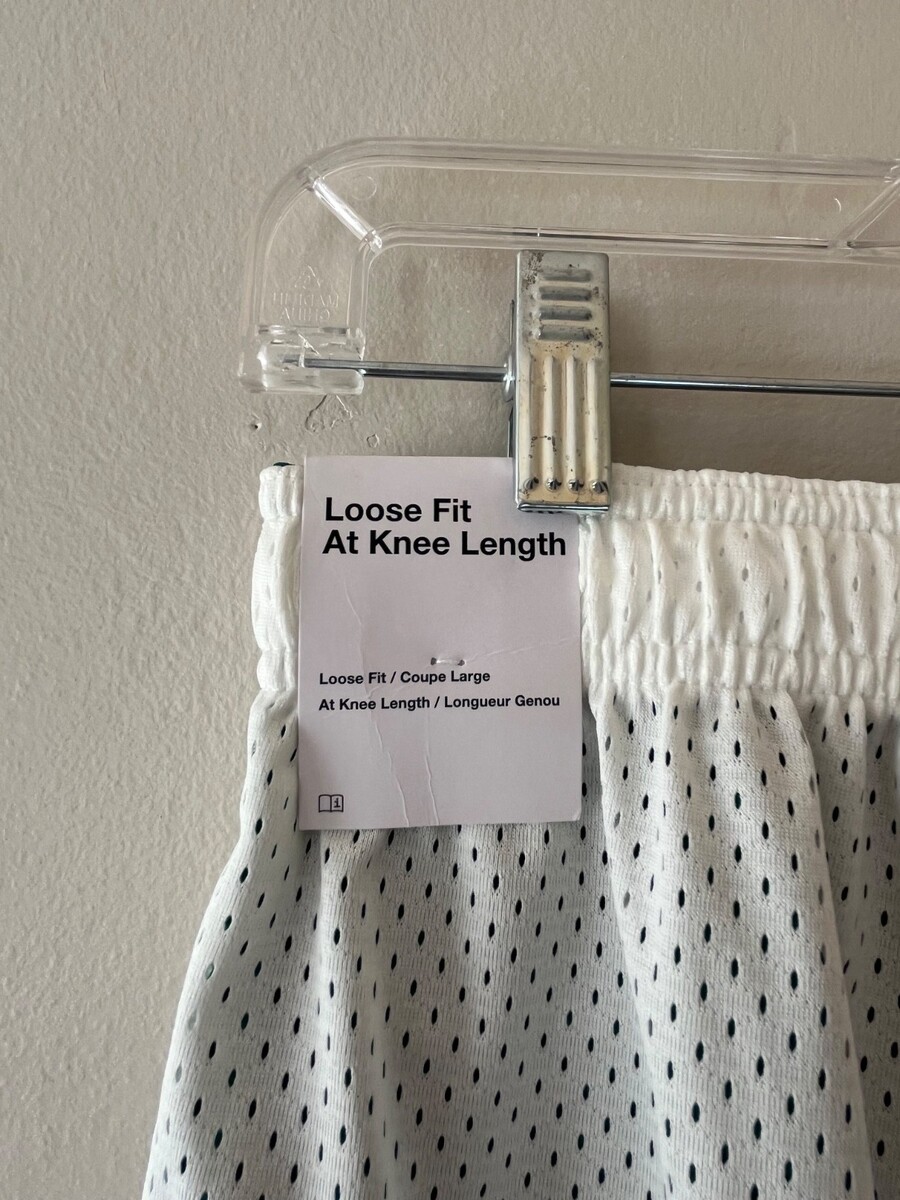 Loose Fit
At Knee Length
Loose Fit / Coupe Large
At Knee Length / Longueur Genou
i